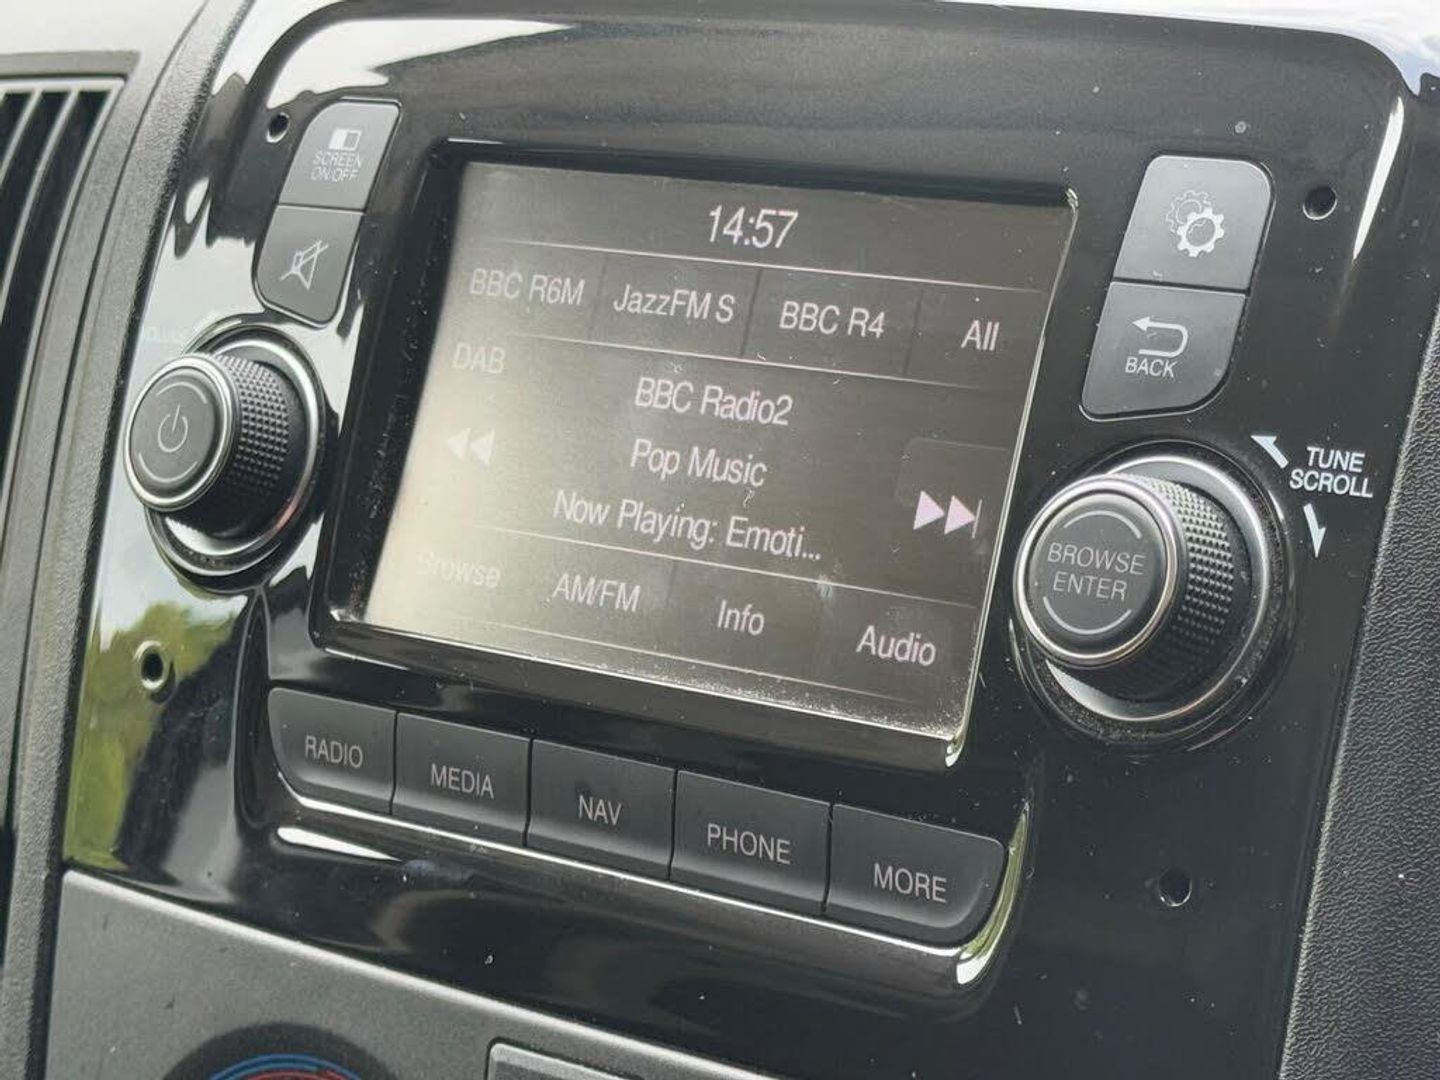 SCREEN
ON/OFF
14:57
BBC R6M JazzFM S BBC R4 All
DAB
BBC Radio2
Pop Music
Now Playing: Emoti...
Browse AM/FM Info Audio
BACK
TUNE
SCROLL
BROWSE
ENTER
RADIO MEDIA NAV PHONE MORE